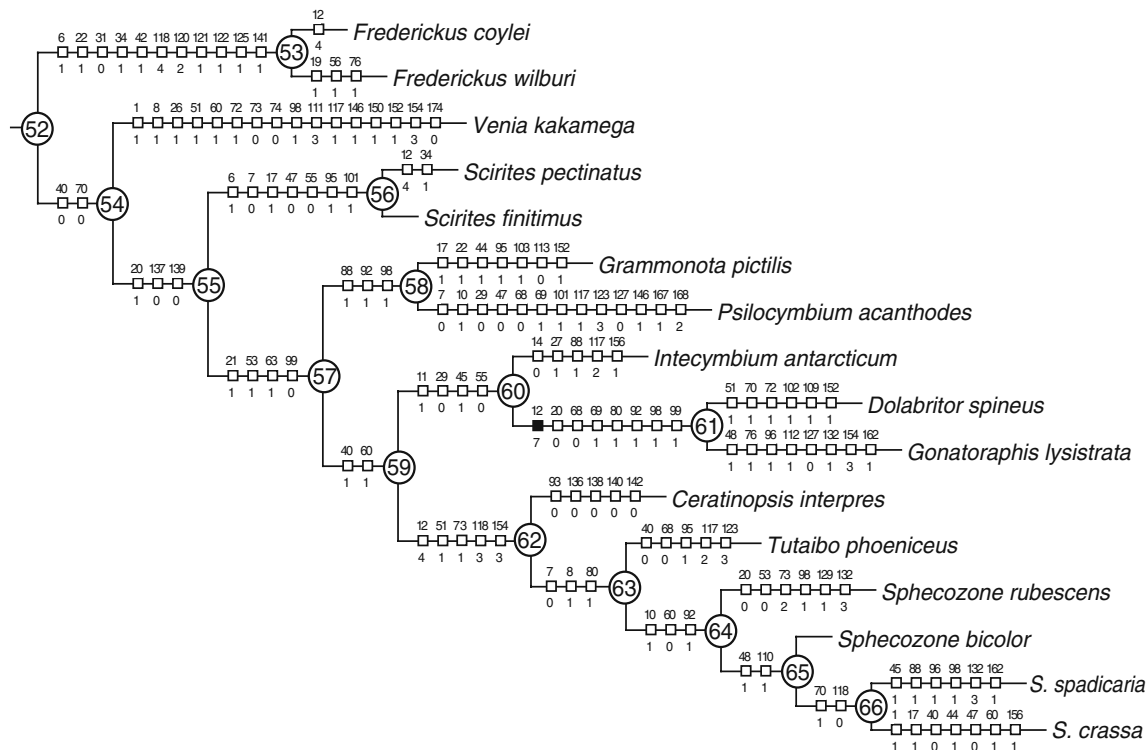 12
4
Frederickus coylei
6 22 31 34 42 118 120 121 122 125 141
1 1 0 1 1 4 2 1 1 1 1
53
19 56 76
1 1 1
Frederickus wilburi
52
1 8 26 51 60 72 73 74 98 111 117 146 150 152 154 174
1 1 1 1 1 1 0 0 1 3 1 1 1 1 3 0
Venia kakamega
40 70
0 0
54
12 34
4 1
Scirites pectinatus
6 7 17 47 55 95 101
1 0 1 0 0 1 1
56
Scirites finitimus
20 137 139
1 0 0
55
17 22 44 95 103 113 152
1 1 1 1 1 0 1
Grammonota pictilis
88 92 98
1 1 1
58
7 10 29 47 68 69 101 117 123 127 146 167 168
0 1 0 0 0 1 1 1 3 0 1 1 2
Psilocymbium acanthodes
21 53 63 99
1 1 1 0
57
14 27 88 117 156
0 1 1 2 1
Intecymbium antarcticum
11 29 45 55
1 0 1 0
60
51 70 72 102 109 152
1 1 1 1 1 1
Dolabritor spineus
12 20 68 69 80 92 98 99
7 0 0 1 1 1 1 1
61
48 76 96 112 127 132 154 162
1 1 1 1 0 1 3 1
Gonatoraphis lysistrata
40 60
1 1
59
93 136 138 140 142
0 0 0 0 0
Ceratinopsis interpres
12 51 73 118 154
4 1 1 3 3
62
40 68 95 117 123
0 0 1 2 3
Tutaibo phoeniceus
7 8 80
0 1 1
63
20 53 73 98 129 132
0 0 2 1 1 3
Sphecozone rubescens
10 60 92
1 0 1
64
Sphecozone bicolor
48 110
1 1
65
45 88 96 98 132 162
1 1 1 1 3 1
S. spadicaria
70 118
1 0
66
1 17 40 44 47 60 156
1 1 0 1 0 1 1
S. crassa